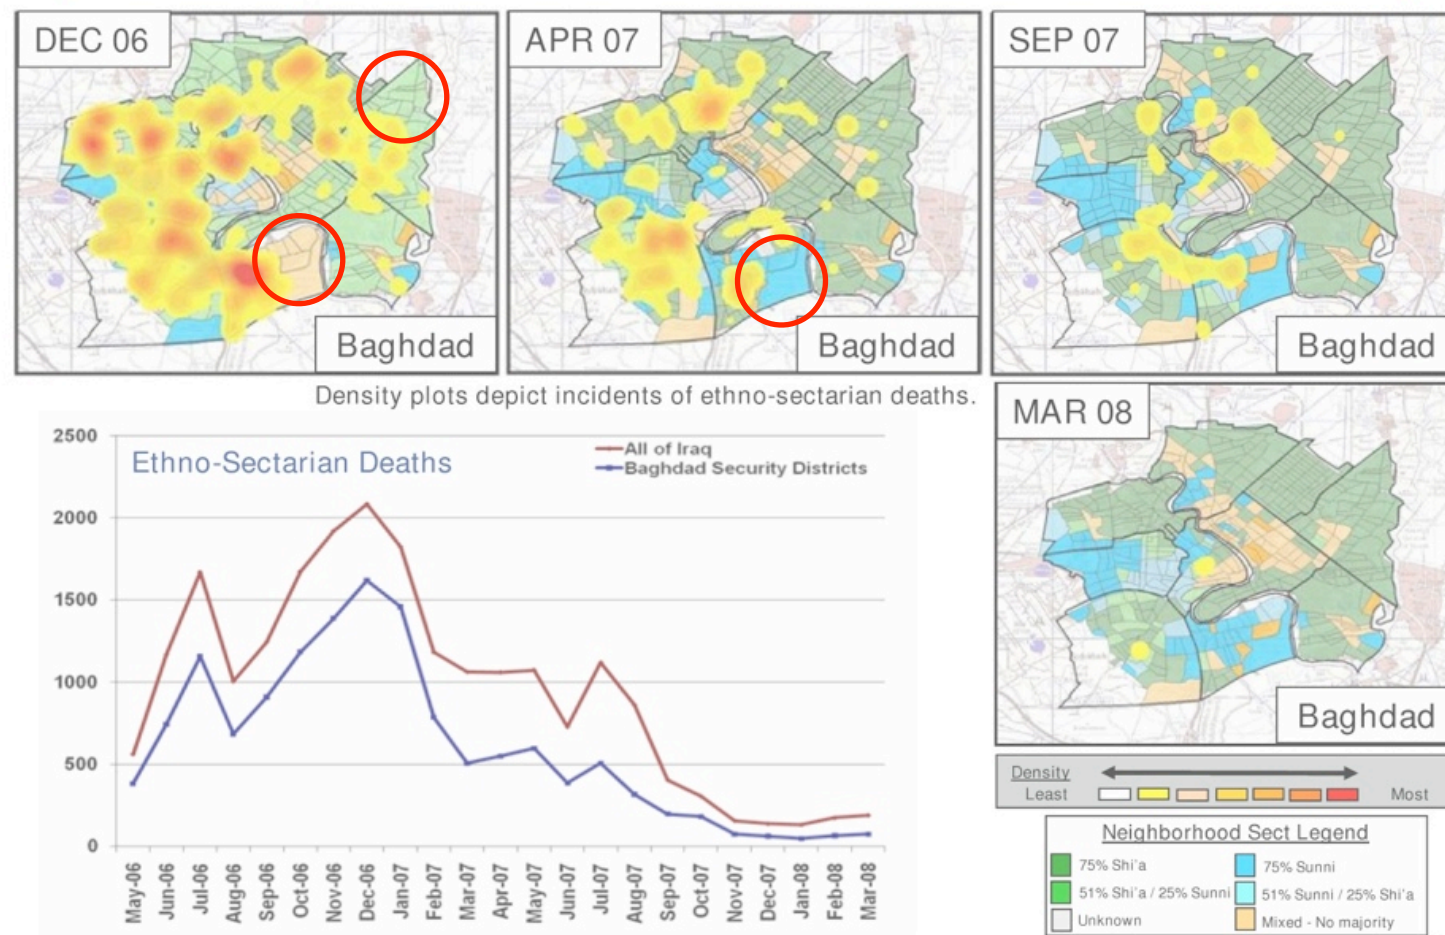 DEC 06
Baghdad
APR 07
Baghdad
SEP 07
Baghdad
Density plots depict incidents of ethno-sectarian deaths.
MAR 08
Baghdad
Ethno-Sectarian Deaths
All of Iraq
Baghdad Security Districts
2500
2000
1500
1000
500
0
May-06
Jun-06
Jul-06
Aug-06
Sep-06
Oct-06
Nov-06
Dec-06
Jan-07
Feb-07
Mar-07
Apr-07
May-07
Jun-07
Jul-07
Aug-07
Sep-07
Oct-07
Nov-07
Dec-07
Jan-08
Feb-08
Mar-08
Density
Least Most
Neighborhood Sect Legend
75% Shi'a 75% Sunni
51% Shi'a / 25% Sunni 51% Sunni / 25% Shi'a
Unknown Mixed - No majority